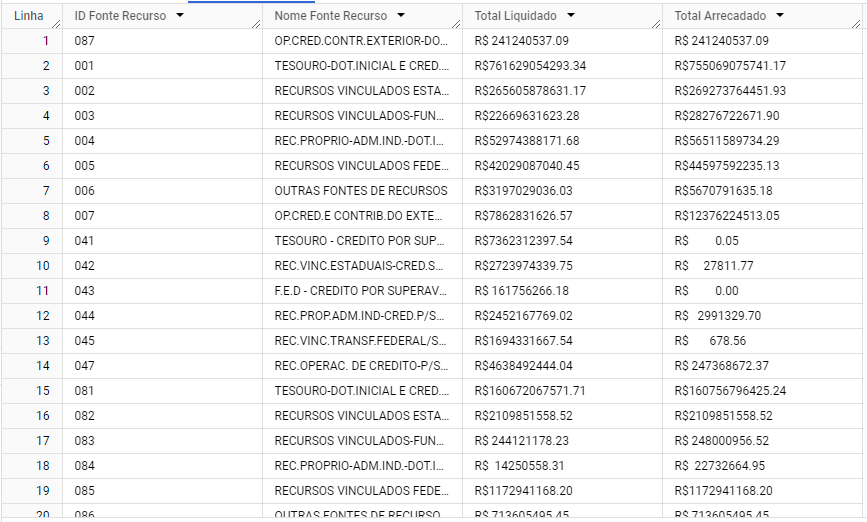 Linha ID Fonte Recurso Nome Fonte Recurso Total Liquidado Total Arrecadado
1 087 OP.CRED.CONTR.EXTERIOR-DO... R$ 241240537.09 R$ 241240537.09
2 001 TESOURO-DOT.INICIAL E CRED.... R$761629054293.34 R$755069075741.17
3 002 RECURSOS VINCULADOS ESTA... R$265605878631.17 R$269273764451.93
4 003 RECURSOS VINCULADOS-FUN... R$22669631623.28 R$28276722671.90
5 004 REC.PROPRIO-ADM.IND.-DOT.I... R$52974388171.68 R$56511589734.29
6 005 RECURSOS VINCULADOS FEDE... R$42029087040.45 R$44597592235.13
7 006 OUTRAS FONTES DE RECURSOS R$3197029036.03 R$5670791635.18
8 007 OP.CRED.E CONTRIB.DO EXTE... R$7862831626.57 R$12376224513.05
9 041 TESOURO - CREDITO POR SUP... R$7362312397.54 R$ 0.05
10 042 REC.VINC.ESTADUAIS-CRED.S... R$2723974339.75 R$ 27811.77
11 043 F.E.D - CREDITO POR SUPERAV... R$ 161756266.18 R$ 0.00
12 044 REC.PROP.ADM.IND-CRED.P/S... R$2452167769.02 R$ 2991329.70
13 045 REC.VINC.TRANSF.FEDERAL/S... R$1694331667.54 R$ 678.56
14 047 REC.OPERAC. DE CREDITO-P/S... R$4638492444.04 R$ 247368672.37
15 081 TESOURO-DOT.INICIAL E CRED.... R$160672067571.71 R$160756796425.24
16 082 RECURSOS VINCULADOS ESTA... R$2109851558.52 R$2109851558.52
17 083 RECURSOS VINCULADOS-FUN... R$ 244121178.23 R$ 248000956.52
18 084 REC.PROPRIO-ADM.IND.-DOT.I... R$ 14250558.31 R$ 22732664.95
19 085 RECURSOS VINCULADOS FEDE... R$1172941168.20 R$1172941168.20
20 086 OUTRAS FONTES DE RECURSO... R$ 713605495.45 R$ 713605495.45